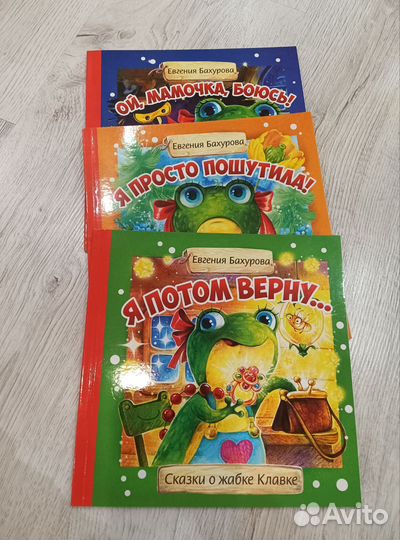 Евгения Бахурова
ОЙ, МАМОЧКА, БОЮСЬ!
Евгения Бахурова
Я ПРОСТО ПОШУТИЛА!
Евгения Бахурова
Я ПОТОМ ВЕРНУ...
Сказки о жабке Клавке
Avito